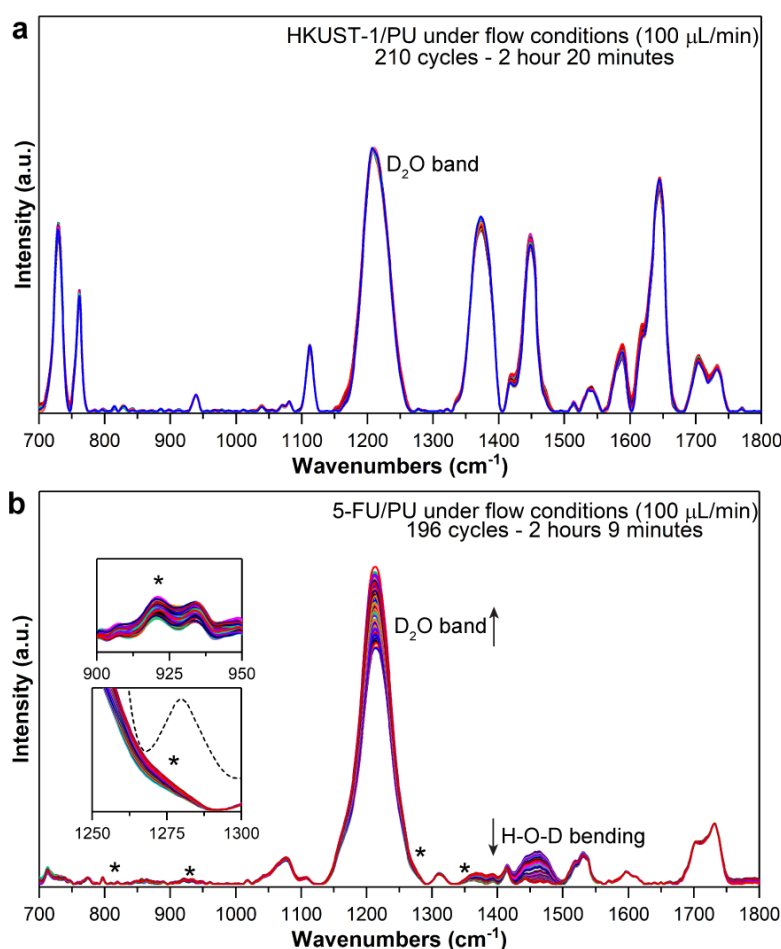 a
HKUST-1/PU under flow conditions (100 μL/min)
210 cycles - 2 hour 20 minutes
D₂O band
Intensity (a.u.)
700 800 900 1000 1100 1200 1300 1400 1500 1600 1700 1800
Wavenumbers (cm⁻¹)
b
5-FU/PU under flow conditions (100 μL/min)
196 cycles - 2 hours 9 minutes
*
900 925 950
D₂O band
*
1250 1275 1300
* * * *
H-O-D bending
Intensity (a.u.)
700 800 900 1000 1100 1200 1300 1400 1500 1600 1700 1800
Wavenumbers (cm⁻¹)